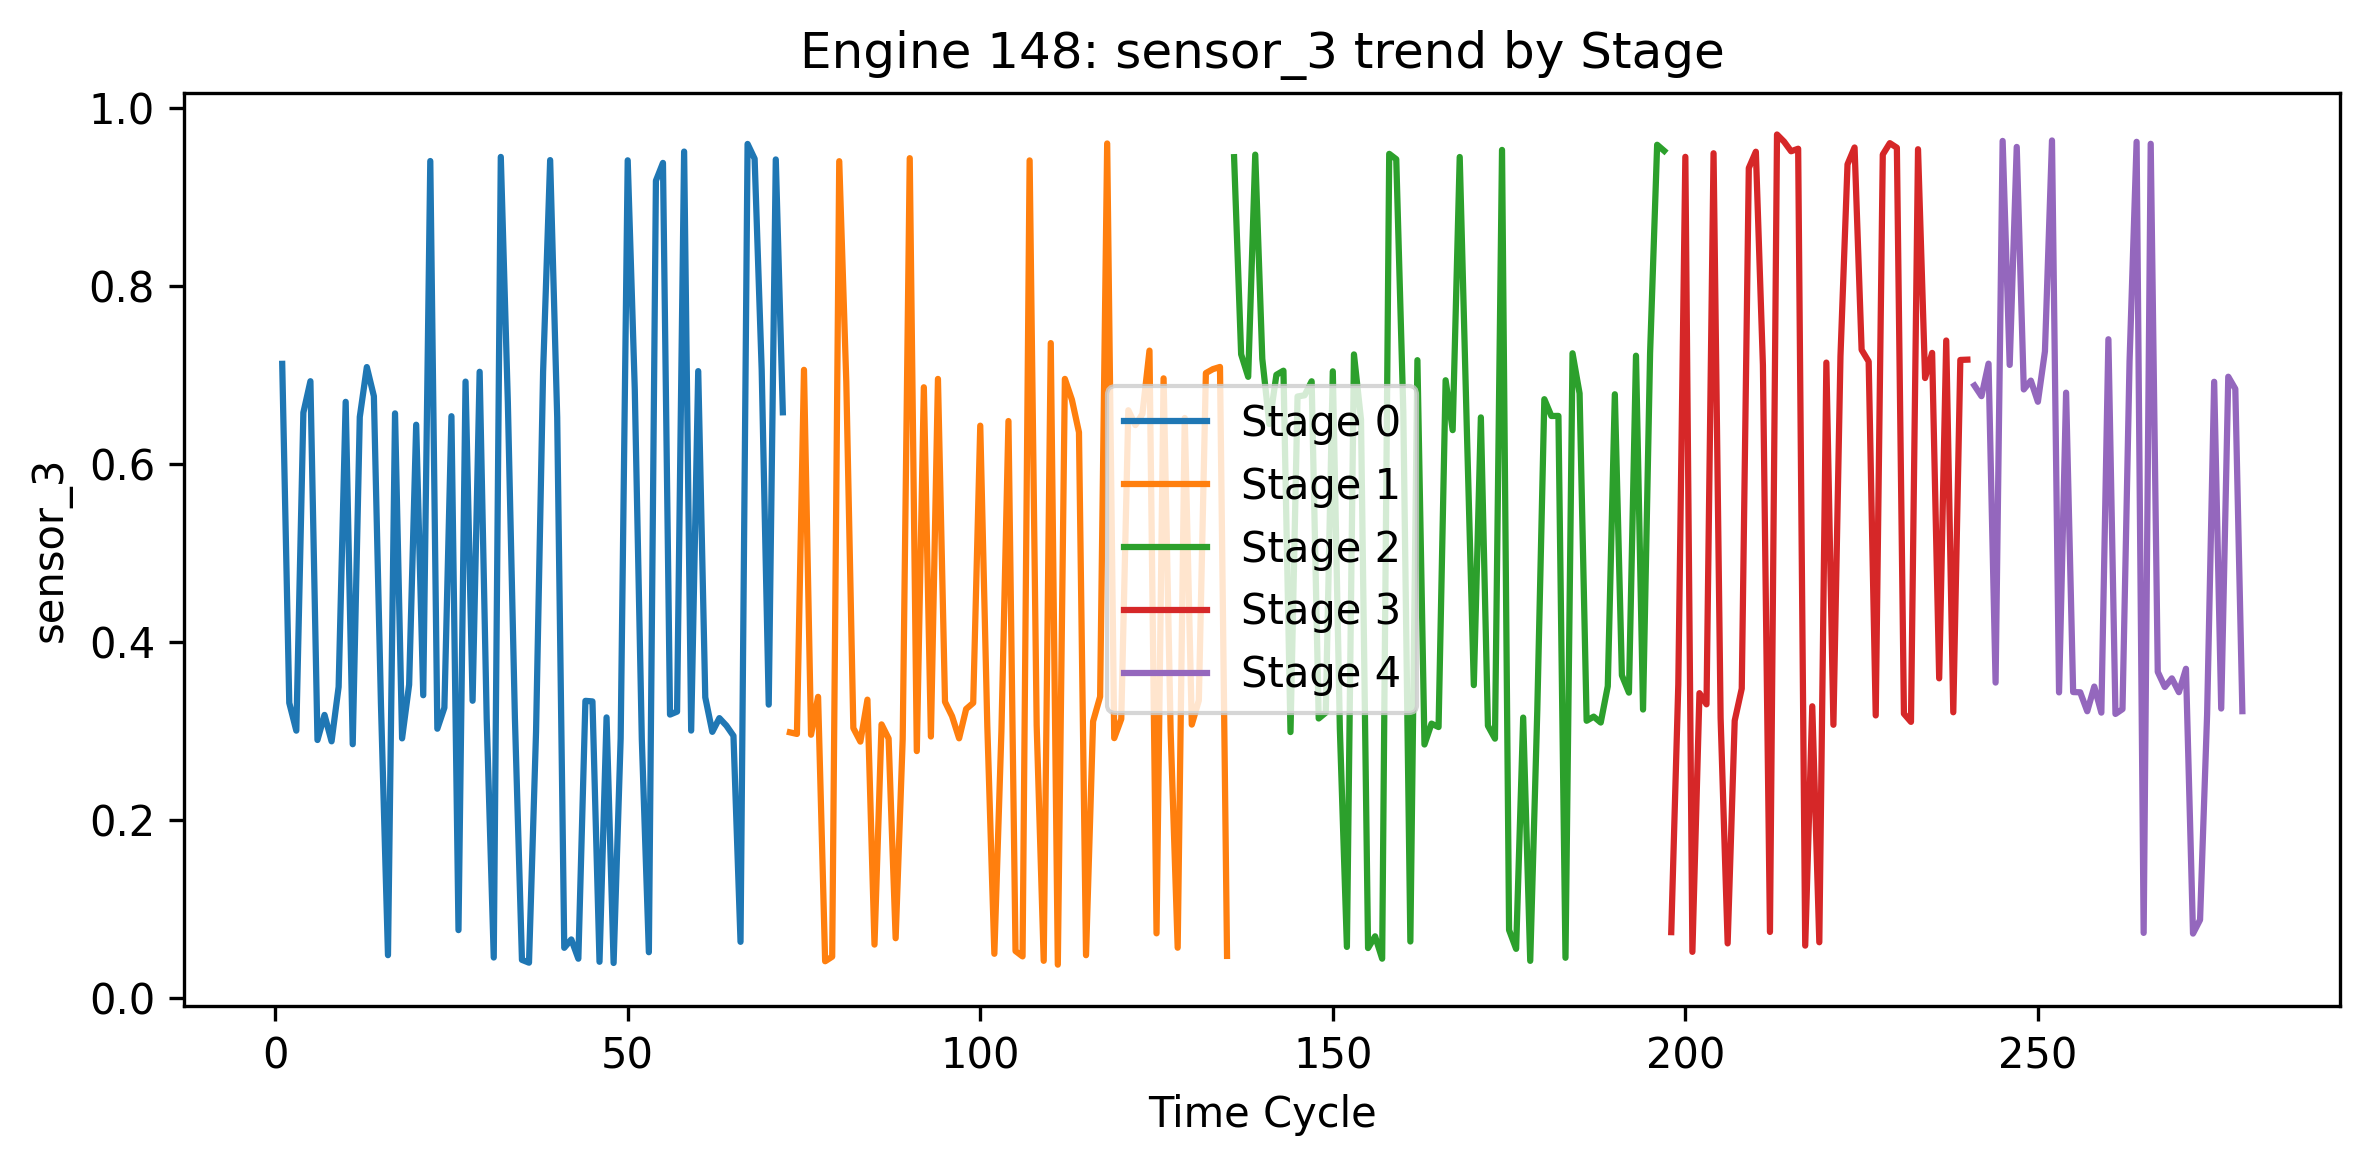 Engine 148: sensor_3 trend by Stage
1.0
0.8
0.6
0.4
0.2
0.0
sensor_3
Stage 0
Stage 1
Stage 2
Stage 3
Stage 4
0 50 100 150 200 250
Time Cycle